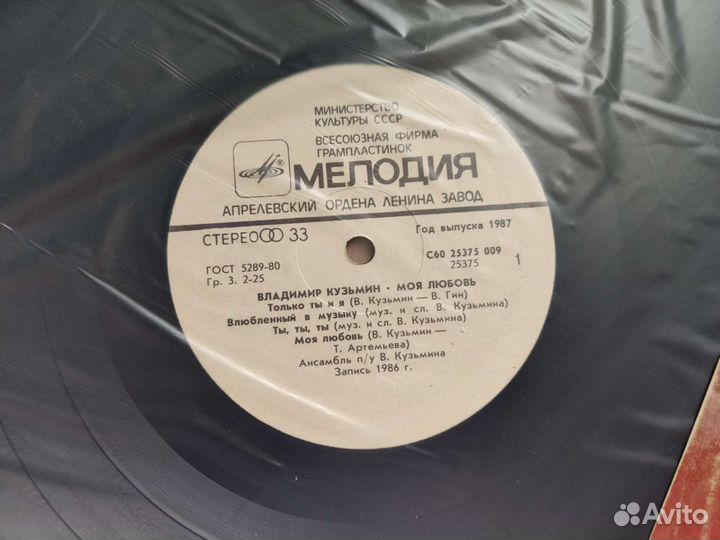 МИНИСТЕРСТВО
КУЛЬТУРЫ СССР
ВСЕСОЮЗНАЯ ФИРМА
ГРАМПЛАСТИНОК
МЕЛОДИЯ
АПРЕЛЕВСКИЙ ОРДЕНА ЛЕНИНА ЗАВОД
СТЕРЕО 33
Год выпуска 1987
ГОСТ 5289-80
Гр. 3. 2-25
С60 25375 009
25375
1
ВЛАДИМИР КУЗЬМИН · МОЯ ЛЮБОВЬ
Только ты и я (В. Кузьмин — В. Гин)
Влюбленный в музыку (муз. и сл. В. Кузьмина)
Ты, ты, ты (муз. и сл. В. Кузьмина)
Моя любовь (В. Кузьмин —
Т. Артемьева)
Ансамбль п/у В. Кузьмина
Запись 1986 г.
Avito